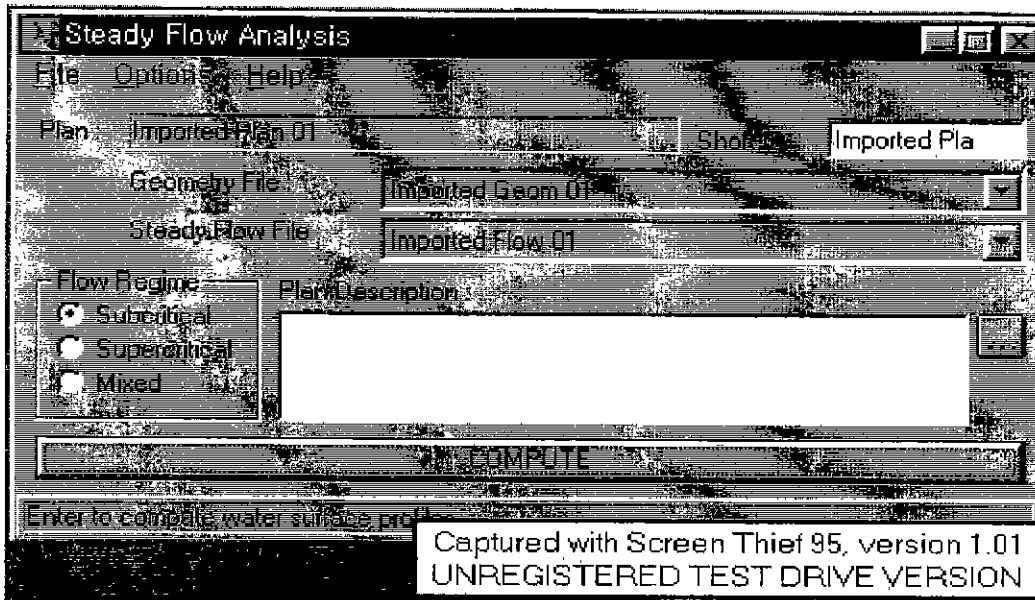 Steady Flow Analysis
File Option Help
Plan Imported Plan 01 Short Imported Pla
Geometry File Imported Geom 01
Steady Flow File Imported Flow 01
Flow Regime Plan Description
Subcritical
Supercritical
Mixed
...
COMPUTE
Enter to compute water surface
Captured with Screen Thief 95, version 1.01
UNREGISTERED TEST DRIVE VERSION